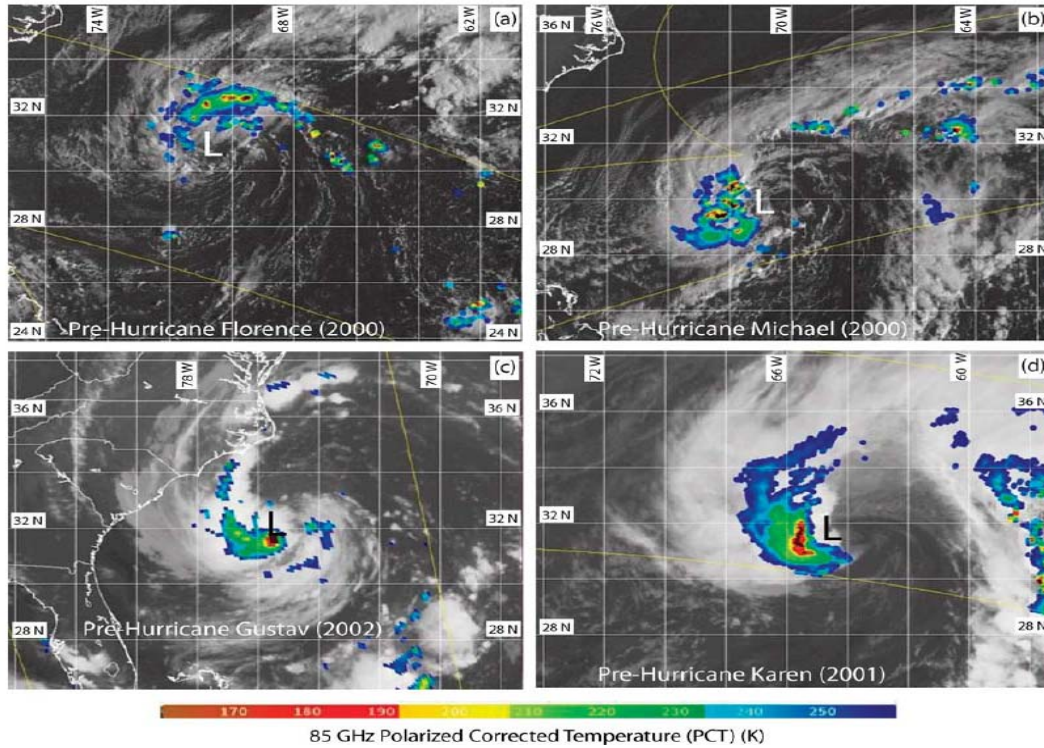 74 W
68 W
62 W
(a)
32 N
32 N
L
28 N
28 N
24 N
24 N
Pre-Hurricane Florence (2000)
76 W
70 W
64 W
(b)
36 N
32 N
32 N
L
28 N
28 N
Pre-Hurricane Michael (2000)
78 W
70 W
(c)
36 N
36 N
32 N
32 N
L
28 N
28 N
Pre-Hurricane Gustav (2002)
72 W
66 W
60 W
(d)
36 N
36 N
32 N
32 N
L
28 N
28 N
Pre-Hurricane Karen (2001)
170 180 190 200 210 220 230 240 250
85 GHz Polarized Corrected Temperature (PCT) (K)